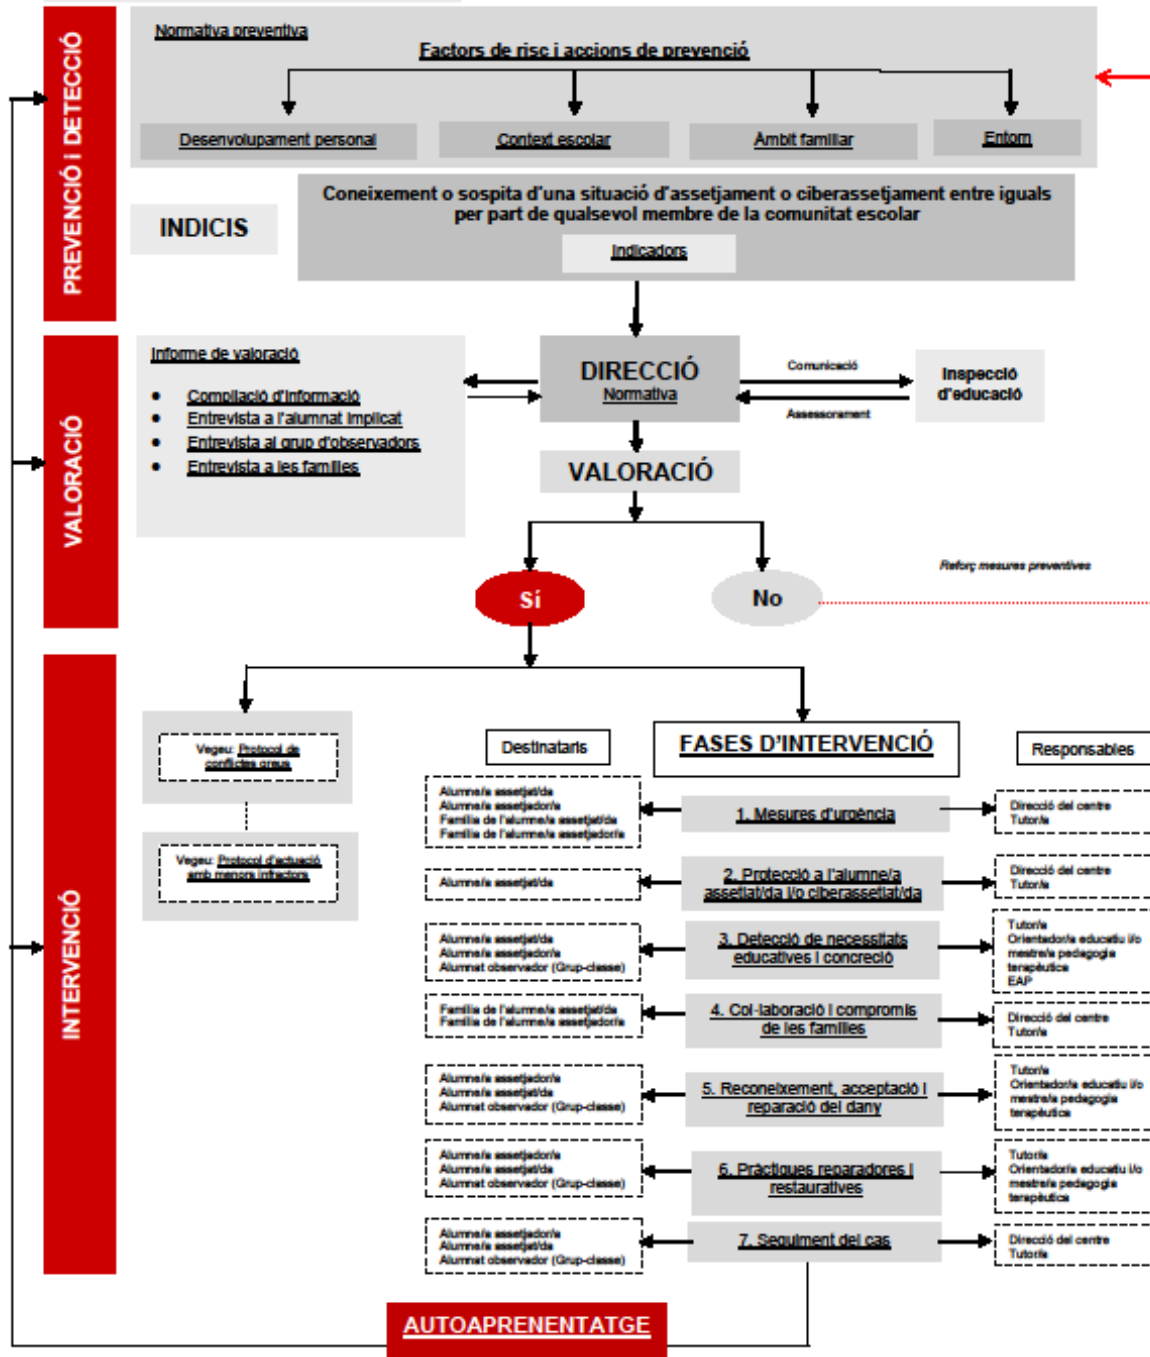 PREVENCIÓ i DETECCIÓ
Normativa preventiva
Factors de risc i accions de prevenció
Desenvolupament personal
Context escolar
Àmbit familiar
Entorn
INDICIS
Coneixement o sospita d'una situació d'assetjament o ciberassetjament entre iguals
per part de qualsevol membre de la comunitat escolar
Indicadors
VALORACIÓ
Informe de valoració
● Compilació d'informació
● Entrevista a l'alumnat implicat
● Entrevista al grup d'observadors
● Entrevista a les famílies
DIRECCIÓ
Normativa
Comunicació
Assessorament
Inspecció
d'educació
VALORACIÓ
Sí
No
Reforç mesures preventives
INTERVENCIÓ
Vegeu: Protocol de
conflictes greus
Vegeu: Protocol d'actuació
amb menors infractors
Destinataris
FASES D'INTERVENCIÓ
Responsables
Alumne/a assetjat/da
Alumne/a assetjador/a
Família de l'alumne/a assetjat/da
Família de l'alumne/a assetjador/a
1. Mesures d'urgència
Direcció del centre
Tutor/a
Alumne/a assetjat/da
2. Protecció a l'alumne/a
assetjat/da i/o ciberassetjat/da
Direcció del centre
Tutor/a
Alumne/a assetjat/da
Alumne/a assetjador/a
Alumnat observador (Grup-classe)
3. Detecció de necessitats
educatives i concreció
Tutor/a
Orientador/a educatiu i/o
mestre/a pedagogia
terapèutica
EAP
Família de l'alumne/a assetjat/da
Família de l'alumne/a assetjador/a
4. Col·laboració i compromís
de les famílies
Direcció del centre
Tutor/a
Alumne/a assetjador/a
Alumne/a assetjat/da
Alumnat observador (Grup-classe)
5. Reconeixement, acceptació i
reparació del dany
Tutor/a
Orientador/a educatiu i/o
mestre/a pedagogia
terapèutica
Alumne/a assetjador/a
Alumne/a assetjat/da
Alumnat observador (Grup-classe)
6. Pràctiques reparadores i
restauratives
Tutor/a
Orientador/a educatiu i/o
mestre/a pedagogia
terapèutica
Alumne/a assetjador/a
Alumne/a assetjat/da
Alumnat observador (Grup-classe)
7. Seguiment del cas
Direcció del centre
Tutor/a
AUTOAPRENENTATGE